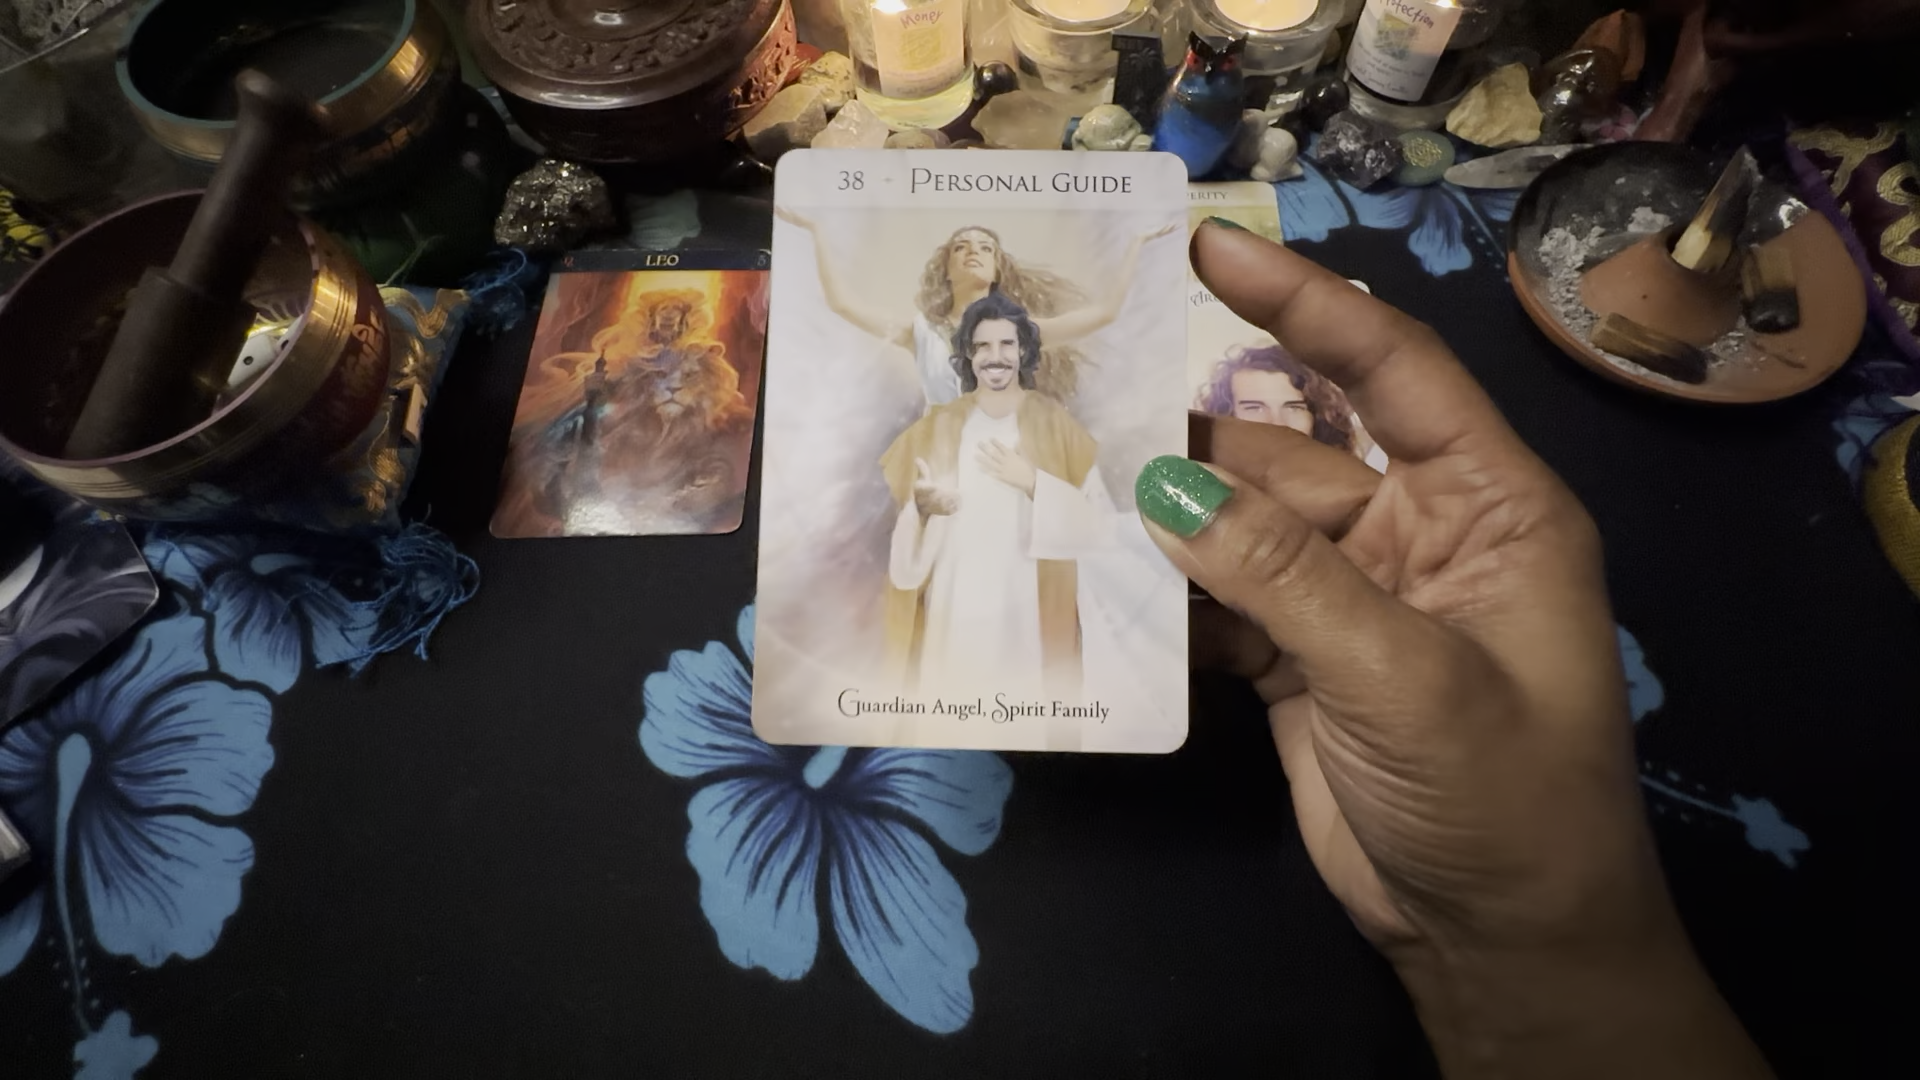 Money
Protection
38 Personal Guide
LEO
Guardian Angel, Spirit Family